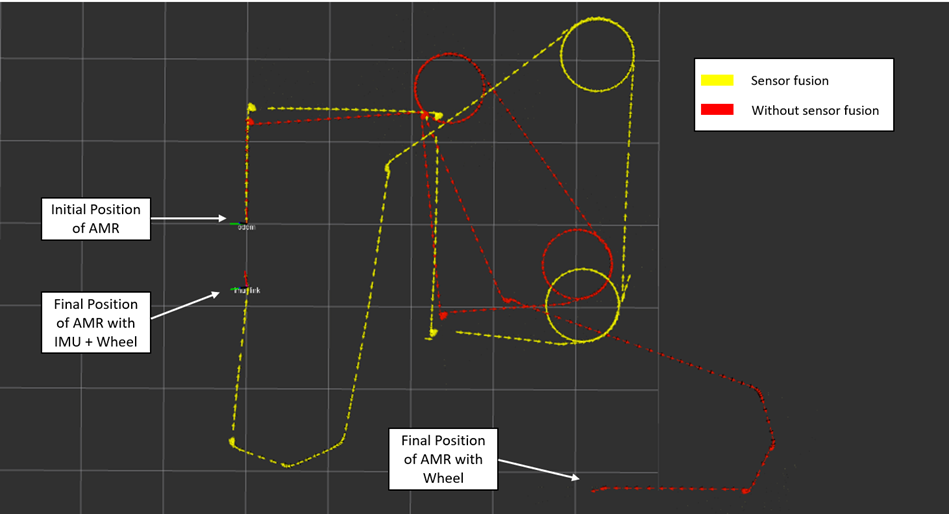 Sensor fusion
Without sensor fusion
Initial Position
of AMR
odom
Final Position
of AMR with
IMU + Wheel
Final Position
of AMR with
Wheel